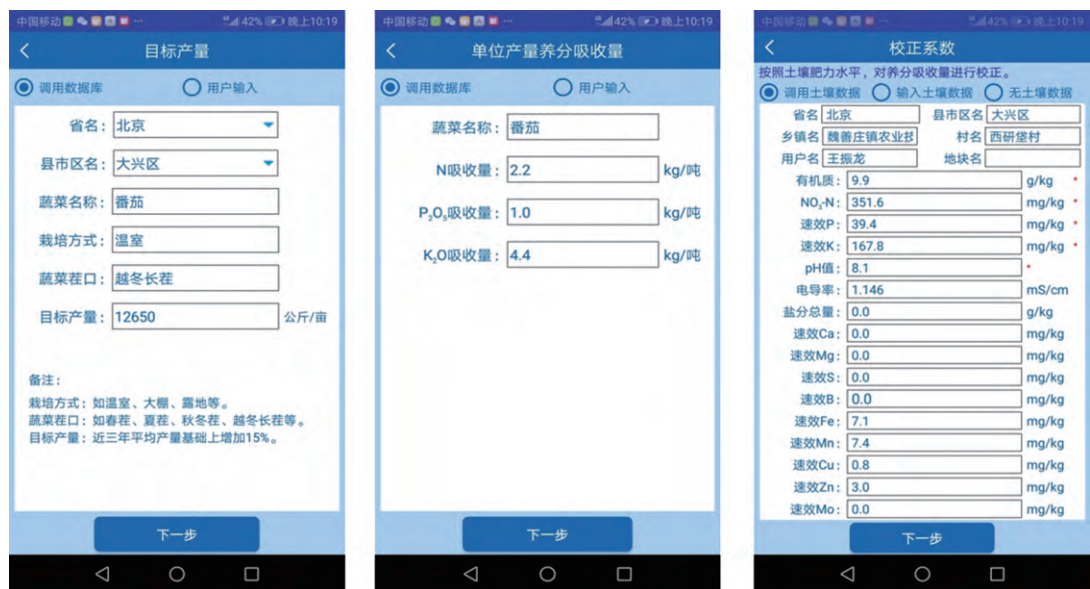 中国移动 42% 晚上10:19
目标产量
调用数据库 用户输入
省名：北京
县市区名：大兴区
蔬菜名称：番茄
栽培方式：温室
蔬菜茬口：越冬长茬
目标产量：12650 公斤/亩
备注：
栽培方式：如温室、大棚、露地等。
蔬菜茬口：如春茬、夏茬、秋冬茬、越冬长茬等。
目标产量：近三年平均产量基础上增加15%。
下一步
中国移动 42% 晚上10:19
单位产量养分吸收量
调用数据库 用户输入
蔬菜名称：番茄
N吸收量：2.2 kg/吨
P₂O₅吸收量：1.0 kg/吨
K₂O吸收量：4.4 kg/吨
下一步
中国移动 42% 晚上10:19
校正系数
按照土壤肥力水平，对养分吸收量进行校正。
调用土壤数据 输入土壤数据 无土壤数据
省名 北京 县市区名 大兴区
乡镇名 魏善庄镇农业技 村名 西研垡村
用户名 王振龙 地块名
有机质：9.9 g/kg *
NO₃-N：351.6 mg/kg *
速效P：39.4 mg/kg *
速效K：167.8 mg/kg *
pH值：8.1 *
电导率：1.146 mS/cm
盐分总量：0.0 g/kg
速效Ca：0.0 mg/kg
速效Mg：0.0 mg/kg
速效S：0.0 mg/kg
速效B：0.0 mg/kg
速效Fe：7.1 mg/kg
速效Mn：7.4 mg/kg
速效Cu：0.8 mg/kg
速效Zn：3.0 mg/kg
速效Mo：0.0 mg/kg
下一步